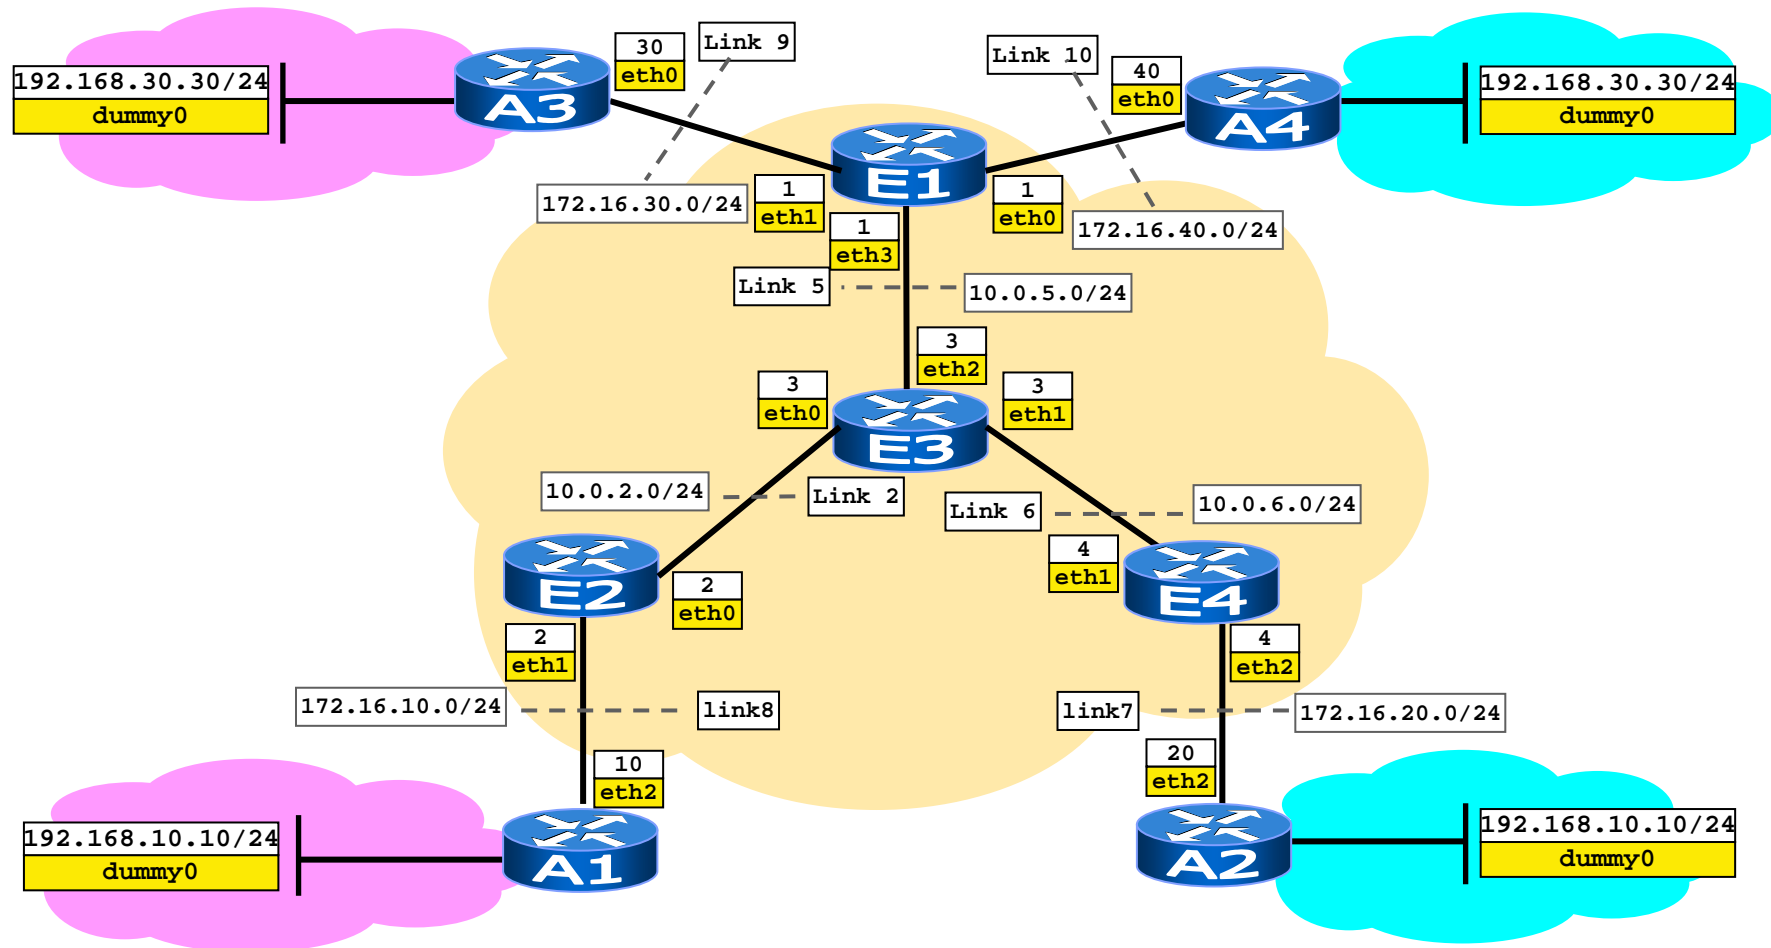 30
eth0
Link 9
Link 10
40
eth0
192.168.30.30/24
dummy0
A3
A4
192.168.30.30/24
dummy0
E1
172.16.30.0/24
1
eth1
1
eth3
1
eth0
172.16.40.0/24
Link 5
10.0.5.0/24
3
eth2
3
eth0
3
eth1
E3
10.0.2.0/24
Link 2
Link 6
10.0.6.0/24
4
eth1
E2
E4
2
eth0
2
eth1
4
eth2
172.16.10.0/24
link8
link7
172.16.20.0/24
10
eth2
20
eth2
192.168.10.10/24
dummy0
A1
A2
192.168.10.10/24
dummy0